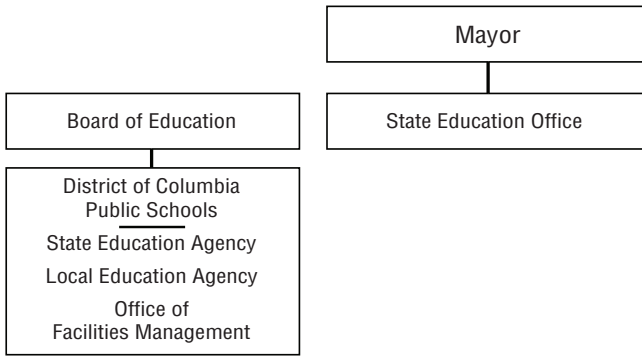 Mayor
Board of Education
State Education Office
District of Columbia
Public Schools
State Education Agency
Local Education Agency
Office of
Facilities Management